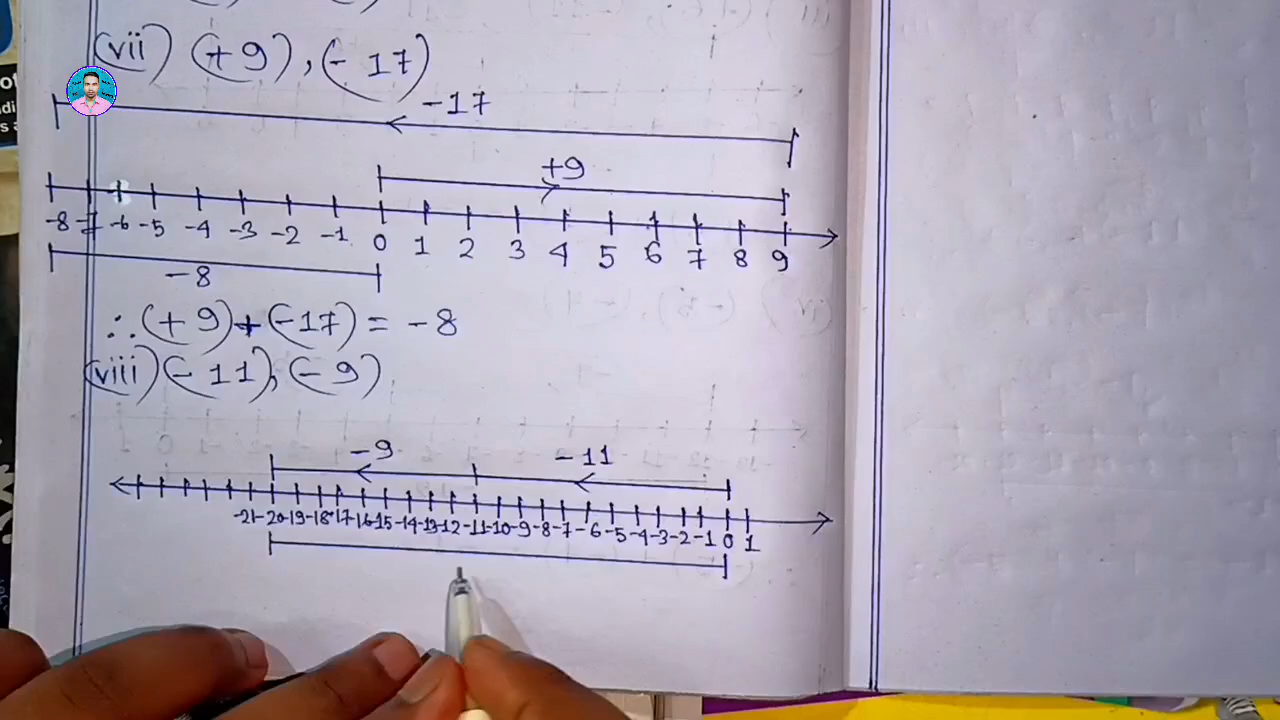 (vii) (+9), (-17)
-17
+9
-8 -7 -6 -5 -4 -3 -2 -1 0 1 2 3 4 5 6 7 8 9
-8
∴ (+9)+(-17) = -8
(viii) (-11), (-9)
-9 -11
-21 -20 -19 -18 -17 -16 -15 -14 -13 -12 -11 -10 -9 -8 -7 -6 -5 -4 -3 -2 -1 0 1